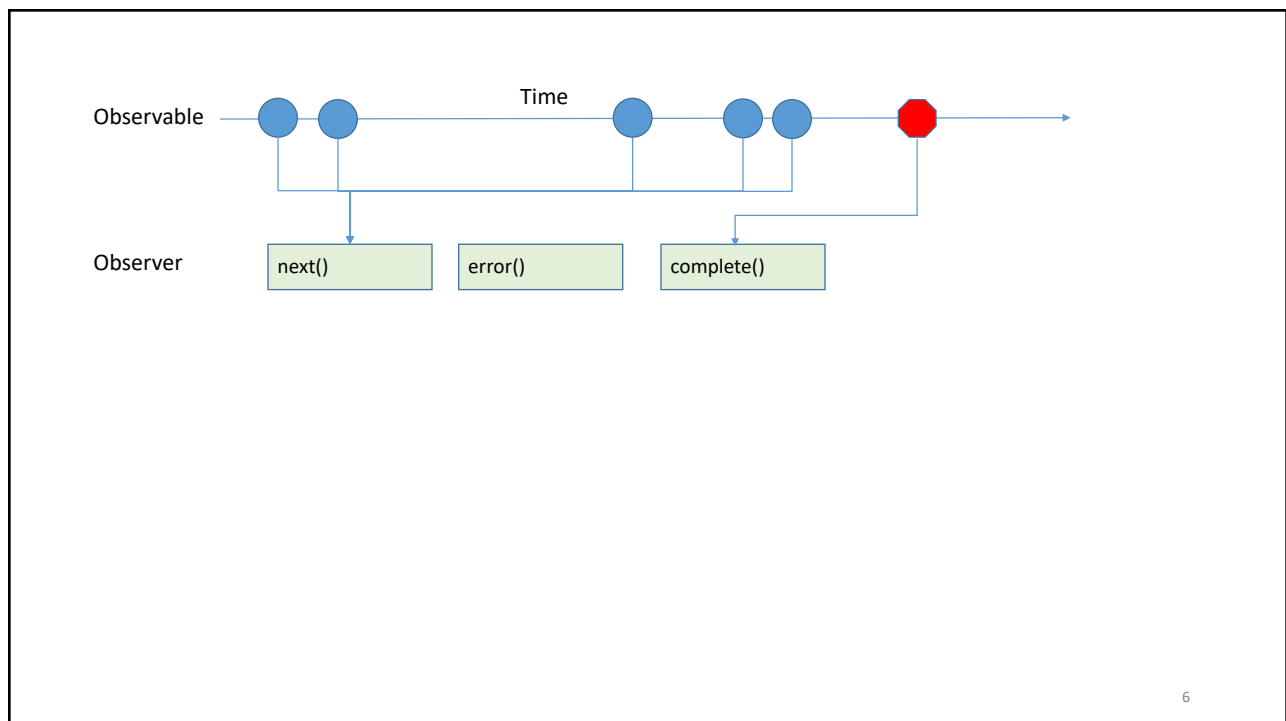 Time
Observable
Observer
next()
error()
complete()
6